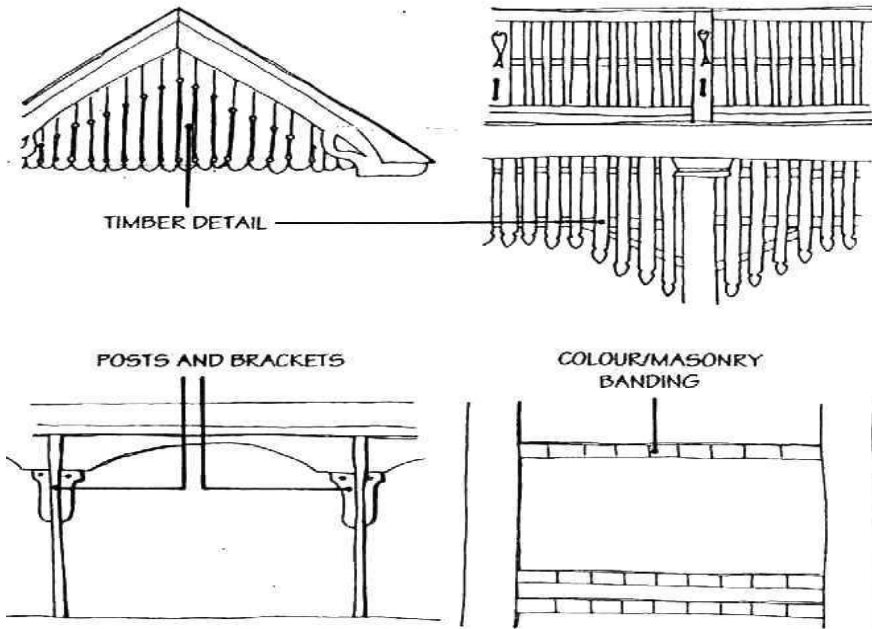 TIMBER DETAIL
POSTS AND BRACKETS
COLOUR/MASONRY
BANDING